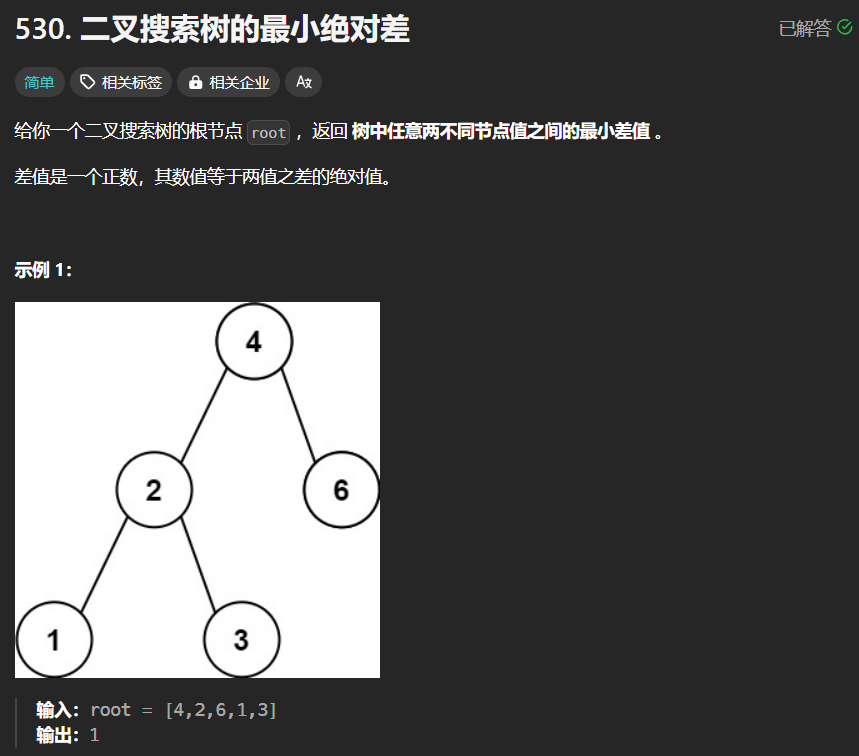 530. 二叉搜索树的最小绝对差
已解答
简单 相关标签 相关企业 A文
给你一个二叉搜索树的根节点 root ，返回 树中任意两不同节点值之间的最小差值 。
差值是一个正数，其数值等于两值之差的绝对值。
示例 1：
4
2 6
1 3
输入：root = [4,2,6,1,3]
输出：1